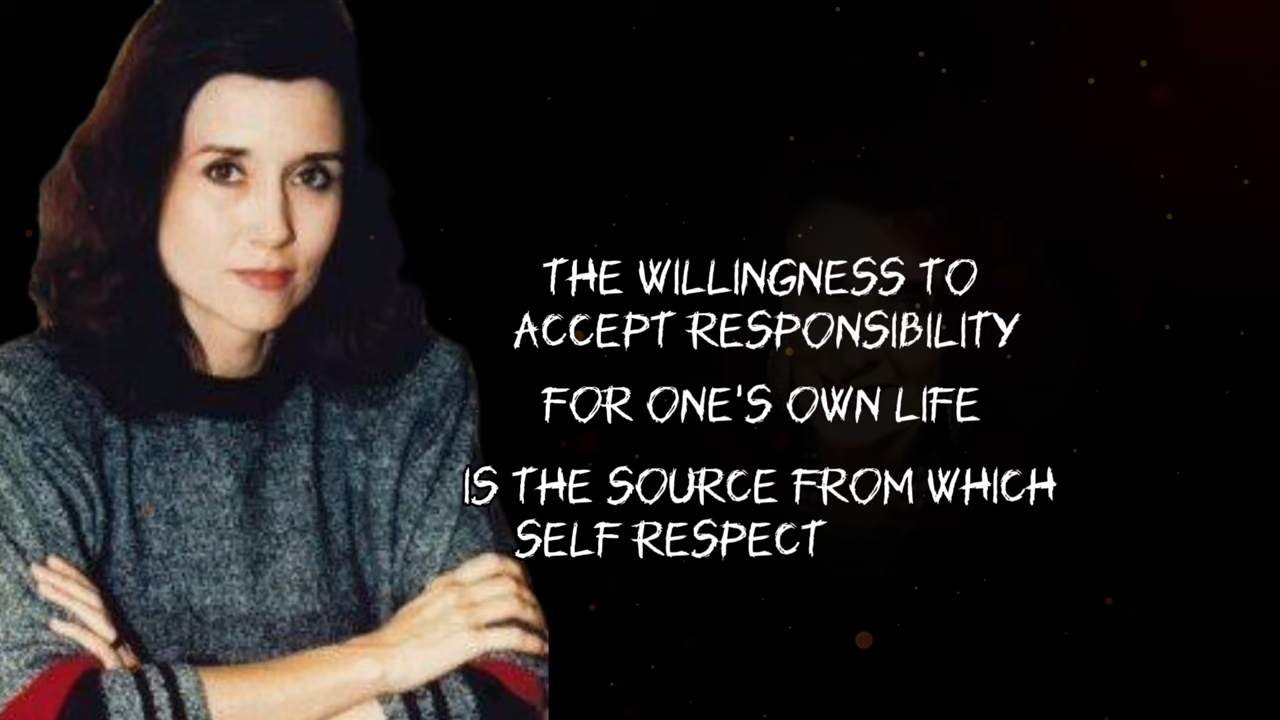 THE WILLINGNESS TO
ACCEPT RESPONSIBILITY
FOR ONE'S OWN LIFE
IS THE SOURCE FROM WHICH
SELF RESPECT